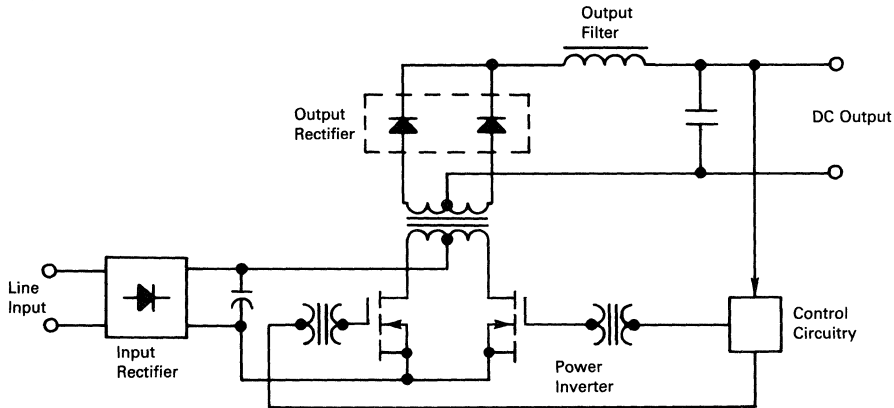 Output
Filter
Output
Rectifier
DC Output
Line
Input
Input
Rectifier
Power
Inverter
Control
Circuitry